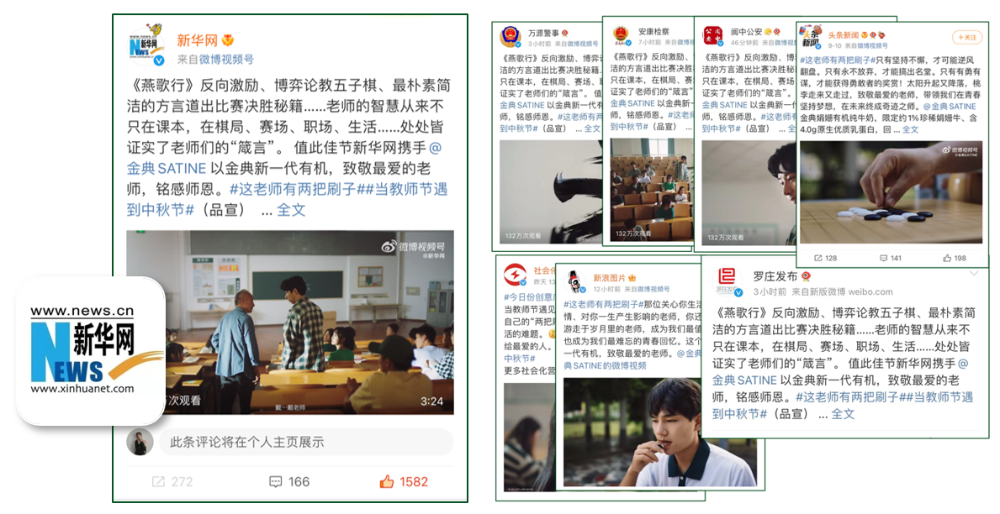 新华网
来自微博视频号
《燕歌行》反向激励、博弈论教五子棋、最朴素简
洁的方言道出比赛决胜秘籍......老师的智慧从来不
只在课本，在棋局、赛场、职场、生活......处处皆
证实了老师们的“箴言”。 值此佳节新华网携手@
金典SATINE 以金典新一代有机，致敬最爱的老
师，铭感师恩。#这老师有两把刷子##当教师节遇
到中秋节#（品宣） ... 全文
微博视频号
@新华网
万次观看
戴…戴老师
3:24
此条评论将在个人主页展示
272
166
1582
www.news.cn
新华网
NEWS
www.xinhuanet.com
万源警事
3小时前 来自微博视频号
《燕歌行》反向激励、博弈
洁的方言道出比赛决胜秘
只在课本，在棋局、赛场、
证实了老师们的“箴言”。 值
金典SATINE 以金典新一代有
师，铭感师恩。#这老师有两
到中秋节#（品宣） ... 全文
132万次观看
安康检察
7小时前 来自微博视
《燕歌行》反向激励、博
洁的方言道出比赛决胜秘
只在课本，在棋局、赛
证实了老师们的“箴言”。
金典SATINE 以金典新一
师，铭感师恩。#这老师
到中秋节#（品宣） ...
132万次观看
阆中公安
46分钟前 来自微博视
《燕歌行》反向激励、
洁的方言道出比赛决胜秘
只在课本，在棋局、赛
证实了老师们的“箴言”。
金典SATINE 以金典新一
师，铭感师恩。#这老师
到中秋节#（品宣） ... 全
132万次观看
头条新闻
9-10 来自微博视频号
+关注
#这老师有两把刷子#只有坚持不懈，才可能逆风
翻盘。只有永不放弃，才能搞出名堂。只有有勇有
谋，才能获得勇敢者的奖赏！太阳升起又降落，桃
李走来又走过，致敬最爱的老师，带领我们在青春
坚持梦想，在未来终成奇迹之师。@金典SATINE
金典娟姗有机纯牛奶，限定约1%珍稀娟姗牛、含
4.0g原生优质乳蛋白，回 ... 全文
微博视频号
@金典SATINE
128
141
198
社会化
昨天 13
#今日份创意广
当教师节遇见
自己的“两把刷
活的难题。
给最爱的人。
中秋节#
更多社会化营
新浪图片
12小时前 来自微博视频号
#这老师有两把刷子#那位关心你生活
情、对你一生产生影响的老师，你还
游走于岁月里的老师，成为我们最值
也成为我们最难忘的青春回忆。这个
一代有机，致敬最爱的老师。@金典
典SATINE的微博视频
罗庄发布
3小时前 来自新版微博 weibo.com
《燕歌行》反向激励、博弈论教五子棋、最朴素简
洁的方言道出比赛决胜秘籍......老师的智慧从来不
只在课本，在棋局、赛场、职场、生活......处处皆
证实了老师们的“箴言”。 值此佳节新华网携手@
金典SATINE 以金典新一代有机，致敬最爱的老
师，铭感师恩。#这老师有两把刷子##当教师节遇
到中秋节#（品宣） ... 全文